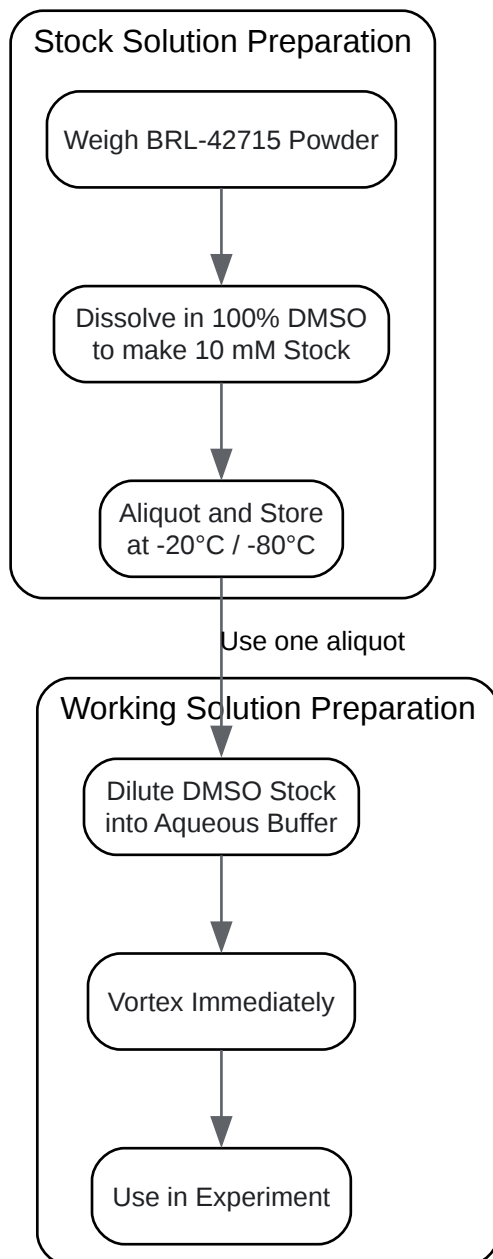 Stock Solution Preparation
Weigh BRL-42715 Powder
Dissolve in 100% DMSO
to make 10 mM Stock
Aliquot and Store
at -20°C / -80°C
Use one aliquot
Working Solution Preparation
Dilute DMSO Stock
into Aqueous Buffer
Vortex Immediately
Use in Experiment